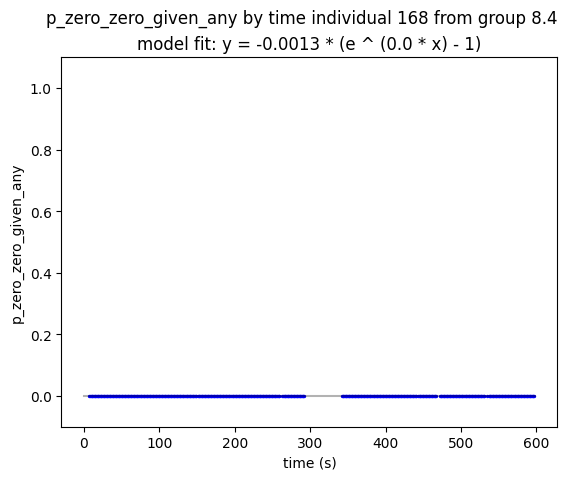 p_zero_zero_given_any by time individual 168 from group 8.4
model fit: y = -0.0013 * (e ^ (0.0 * x) - 1)
1.0
0.8
0.6
0.4
0.2
0.0
p_zero_zero_given_any
0 100 200 300 400 500 600
time (s)